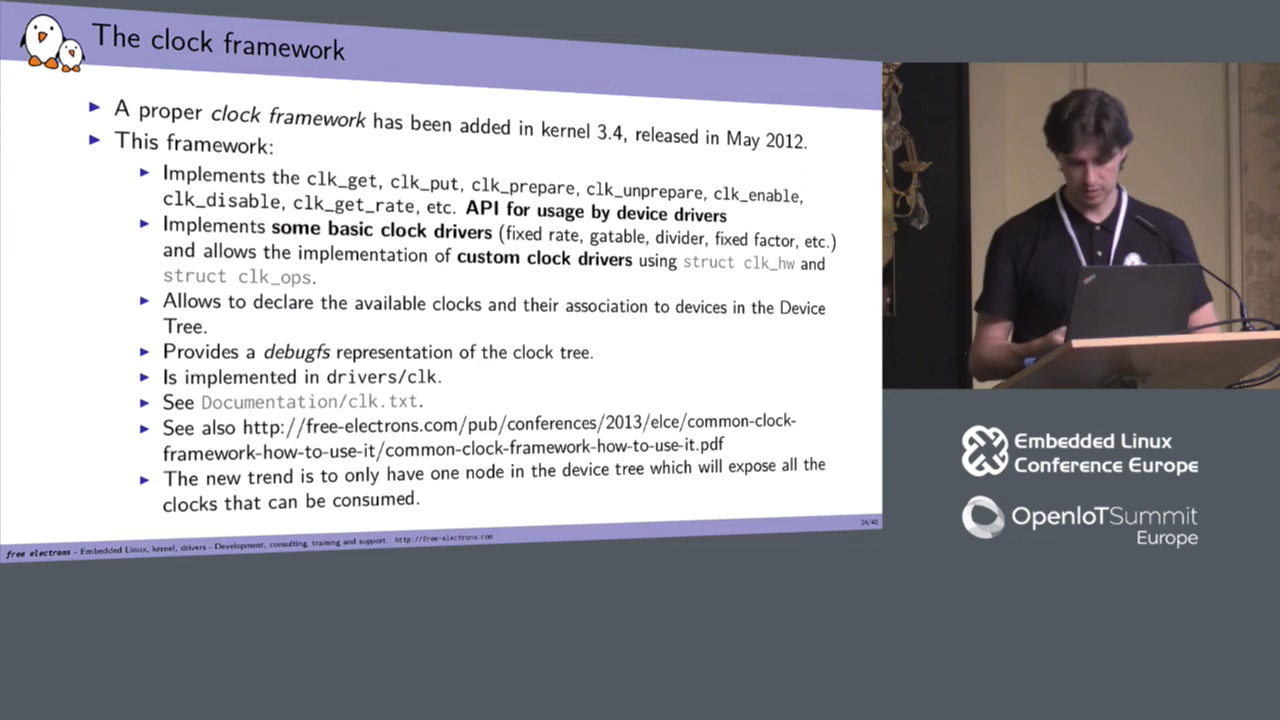 The clock framework
▶ A proper clock framework has been added in kernel 3.4, released in May 2012.
▶ This framework:
▶ Implements the clk_get, clk_put, clk_prepare, clk_unprepare, clk_enable,
clk_disable, clk_get_rate, etc. API for usage by device drivers
▶ Implements some basic clock drivers (fixed rate, gatable, divider, fixed factor, etc.)
and allows the implementation of custom clock drivers using struct clk_hw and
struct clk_ops.
▶ Allows to declare the available clocks and their association to devices in the Device
Tree.
▶ Provides a debugfs representation of the clock tree.
▶ Is implemented in drivers/clk.
▶ See Documentation/clk.txt.
▶ See also http://free-electrons.com/pub/conferences/2013/elce/common-clock-
framework-how-to-use-it/common-clock-framework-how-to-use-it.pdf
▶ The new trend is to only have one node in the device tree which will expose all the
clocks that can be consumed.
free electrons - Embedded Linux, kernel, drivers - Development, consulting, training and support. http://free-electrons.com
24/40
Embedded Linux
Conference Europe
OpenIoTSummit
Europe